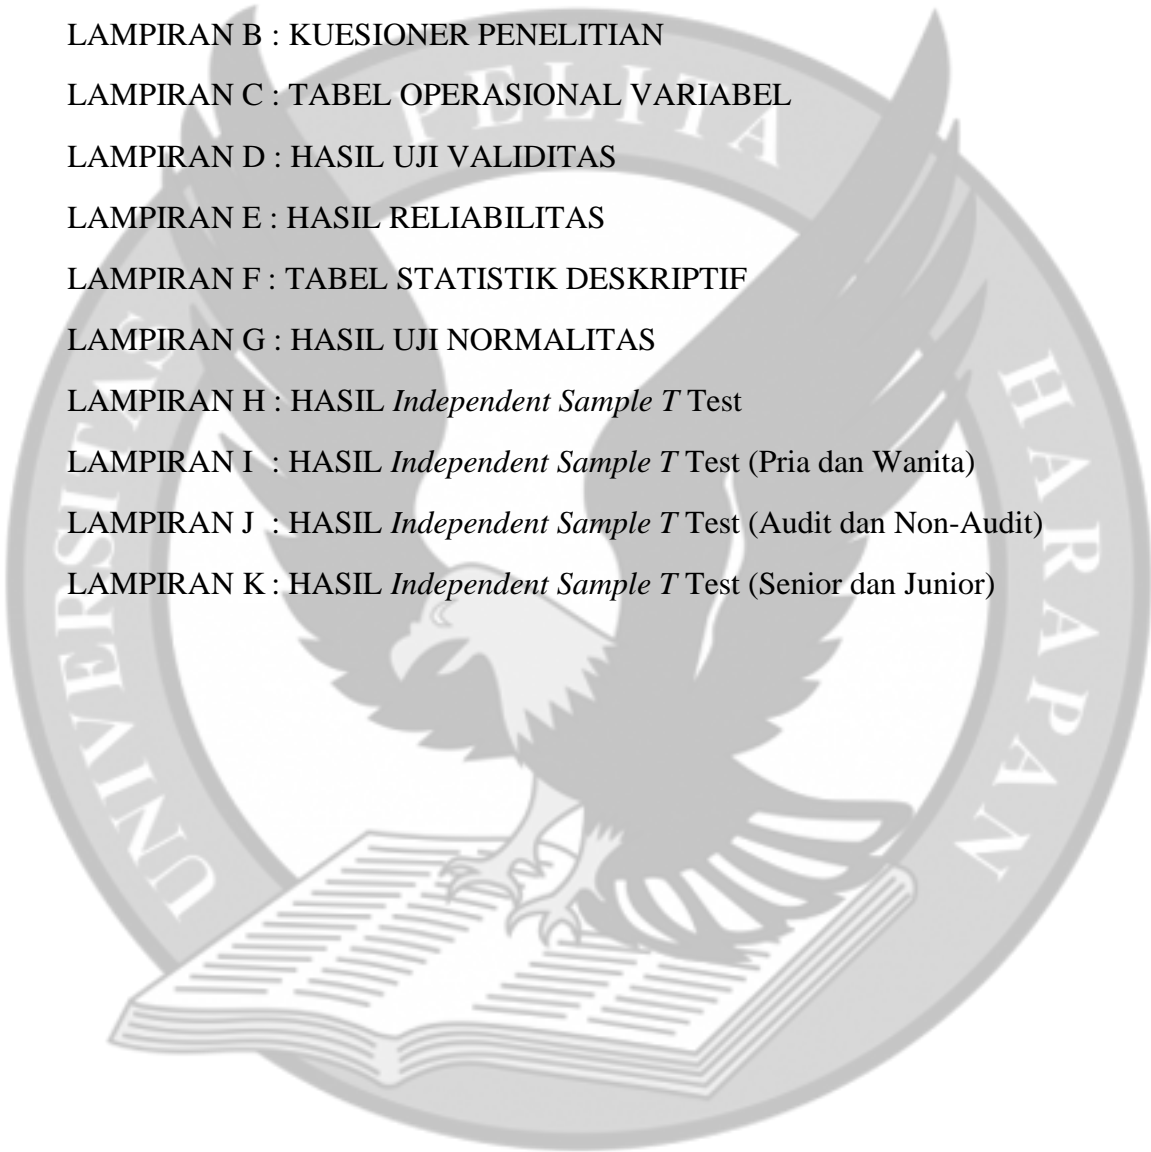 LAMPIRAN B : KUESIONER PENELITIAN
LAMPIRAN C : TABEL OPERASIONAL VARIABEL
LAMPIRAN D : HASIL UJI VALIDITAS
LAMPIRAN E : HASIL RELIABILITAS
LAMPIRAN F : TABEL STATISTIK DESKRIPTIF
LAMPIRAN G : HASIL UJI NORMALITAS
LAMPIRAN H : HASIL Independent Sample T Test
LAMPIRAN I : HASIL Independent Sample T Test (Pria dan Wanita)
LAMPIRAN J : HASIL Independent Sample T Test (Audit dan Non-Audit)
LAMPIRAN K : HASIL Independent Sample T Test (Senior dan Junior)
UNIVERSITAS PELITA HARAPAN